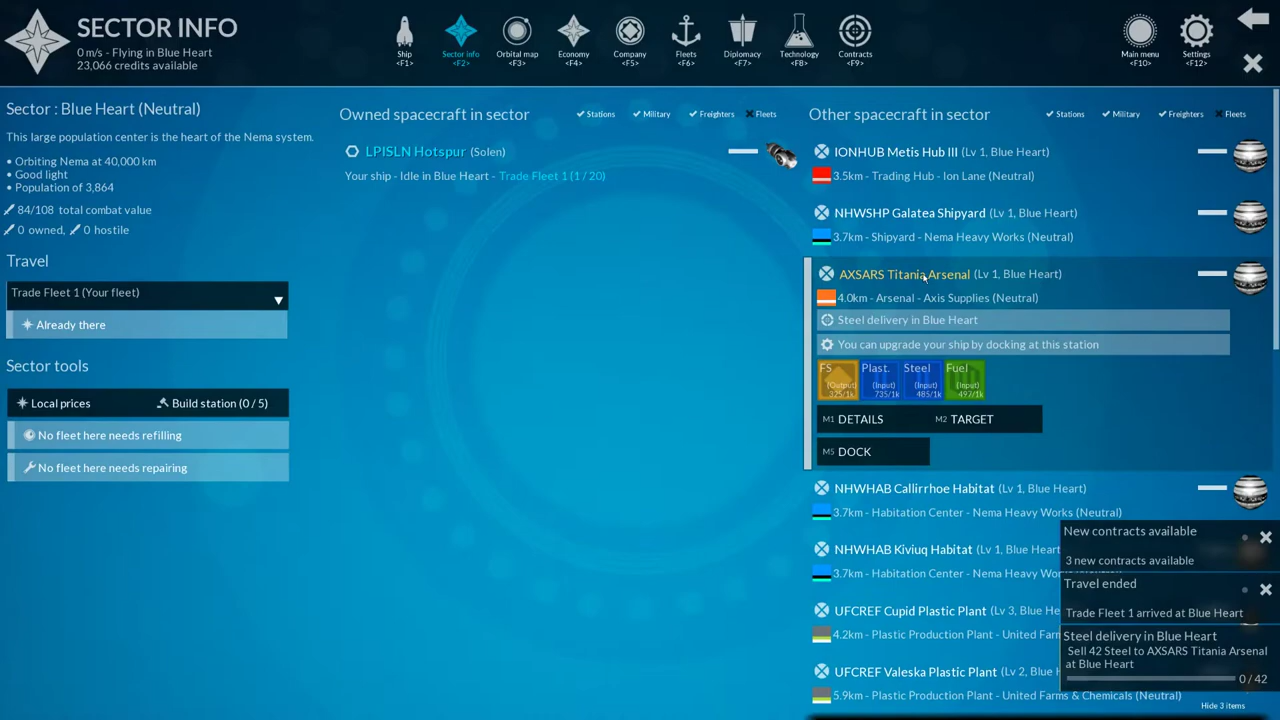 SECTOR INFO
0 m/s - Flying in Blue Heart
23,066 credits available
Ship
<F1>
Sector info
<F2>
Orbital map
<F3>
Economy
<F4>
Company
<F5>
Fleets
<F6>
Diplomacy
<F7>
Technology
<F8>
Contracts
<F9>
Main menu
<F10>
Settings
<F12>
Sector : Blue Heart (Neutral)
This large population center is the heart of the Nema system.
• Orbiting Nema at 40,000 km
• Good light
• Population of 3,864
84/108 total combat value
0 owned, 0 hostile
Travel
Trade Fleet 1 (Your fleet)
Already there
Sector tools
Local prices
Build station (0 / 5)
No fleet here needs refilling
No fleet here needs repairing
Owned spacecraft in sector
Stations
Military
Freighters
Fleets
LPISLN Hotspur (Solen)
Your ship - Idle in Blue Heart - Trade Fleet 1 (1 / 20)
Other spacecraft in sector
Stations
Military
Freighters
Fleets
IONHUB Metis Hub III (Lv 1, Blue Heart)
3.5km - Trading Hub - Ion Lane (Neutral)
NHWSHP Galatea Shipyard (Lv 1, Blue Heart)
3.7km - Shipyard - Nema Heavy Works (Neutral)
AXSARS Titania Arsenal (Lv 1, Blue Heart)
4.0km - Arsenal - Axis Supplies (Neutral)
Steel delivery in Blue Heart
You can upgrade your ship by docking at this station
FS
(Output)
325/1k
Plast.
(Input)
735/1k
Steel
(Input)
485/1k
Fuel
(Input)
497/1k
M1 DETAILS
M2 TARGET
M5 DOCK
NHWHAB Callirrhoe Habitat (Lv 1, Blue Heart)
3.7km - Habitation Center - Nema Heavy Works (Neutral)
NHWHAB Kiviuq Habitat (Lv 1, Blue Heart)
3.7km - Habitation Center - Nema Heavy Wor
UFCREF Cupid Plastic Plant (Lv 3, Blue He
4.2km - Plastic Production Plant - United Farm
UFCREF Valeska Plastic Plant (Lv 2, Blue He
5.9km - Plastic Production Plant - United Farms & Chemicals (Neutral)
New contracts available
3 new contracts available
Travel ended
Trade Fleet 1 arrived at Blue Heart
Steel delivery in Blue Heart
Sell 42 Steel to AXSARS Titania Arsenal
at Blue Heart
0 / 42
Hide 3 items